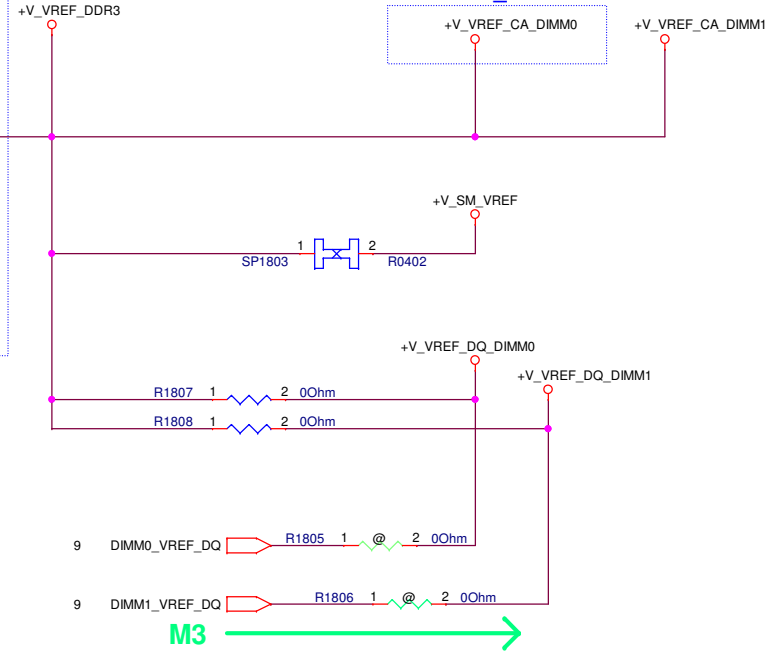 +V_VREF_DDR3
+V_VREF_CA_DIMM0
+V_VREF_CA_DIMM1
+V_SM_VREF
1 2
SP1803 R0402
+V_VREF_DQ_DIMM0
+V_VREF_DQ_DIMM1
R1807 1 2 0Ohm
R1808 1 2 0Ohm
9 DIMM0_VREF_DQ R1805 1 @ 2 0Ohm
9 DIMM1_VREF_DQ R1806 1 @ 2 0Ohm
M3